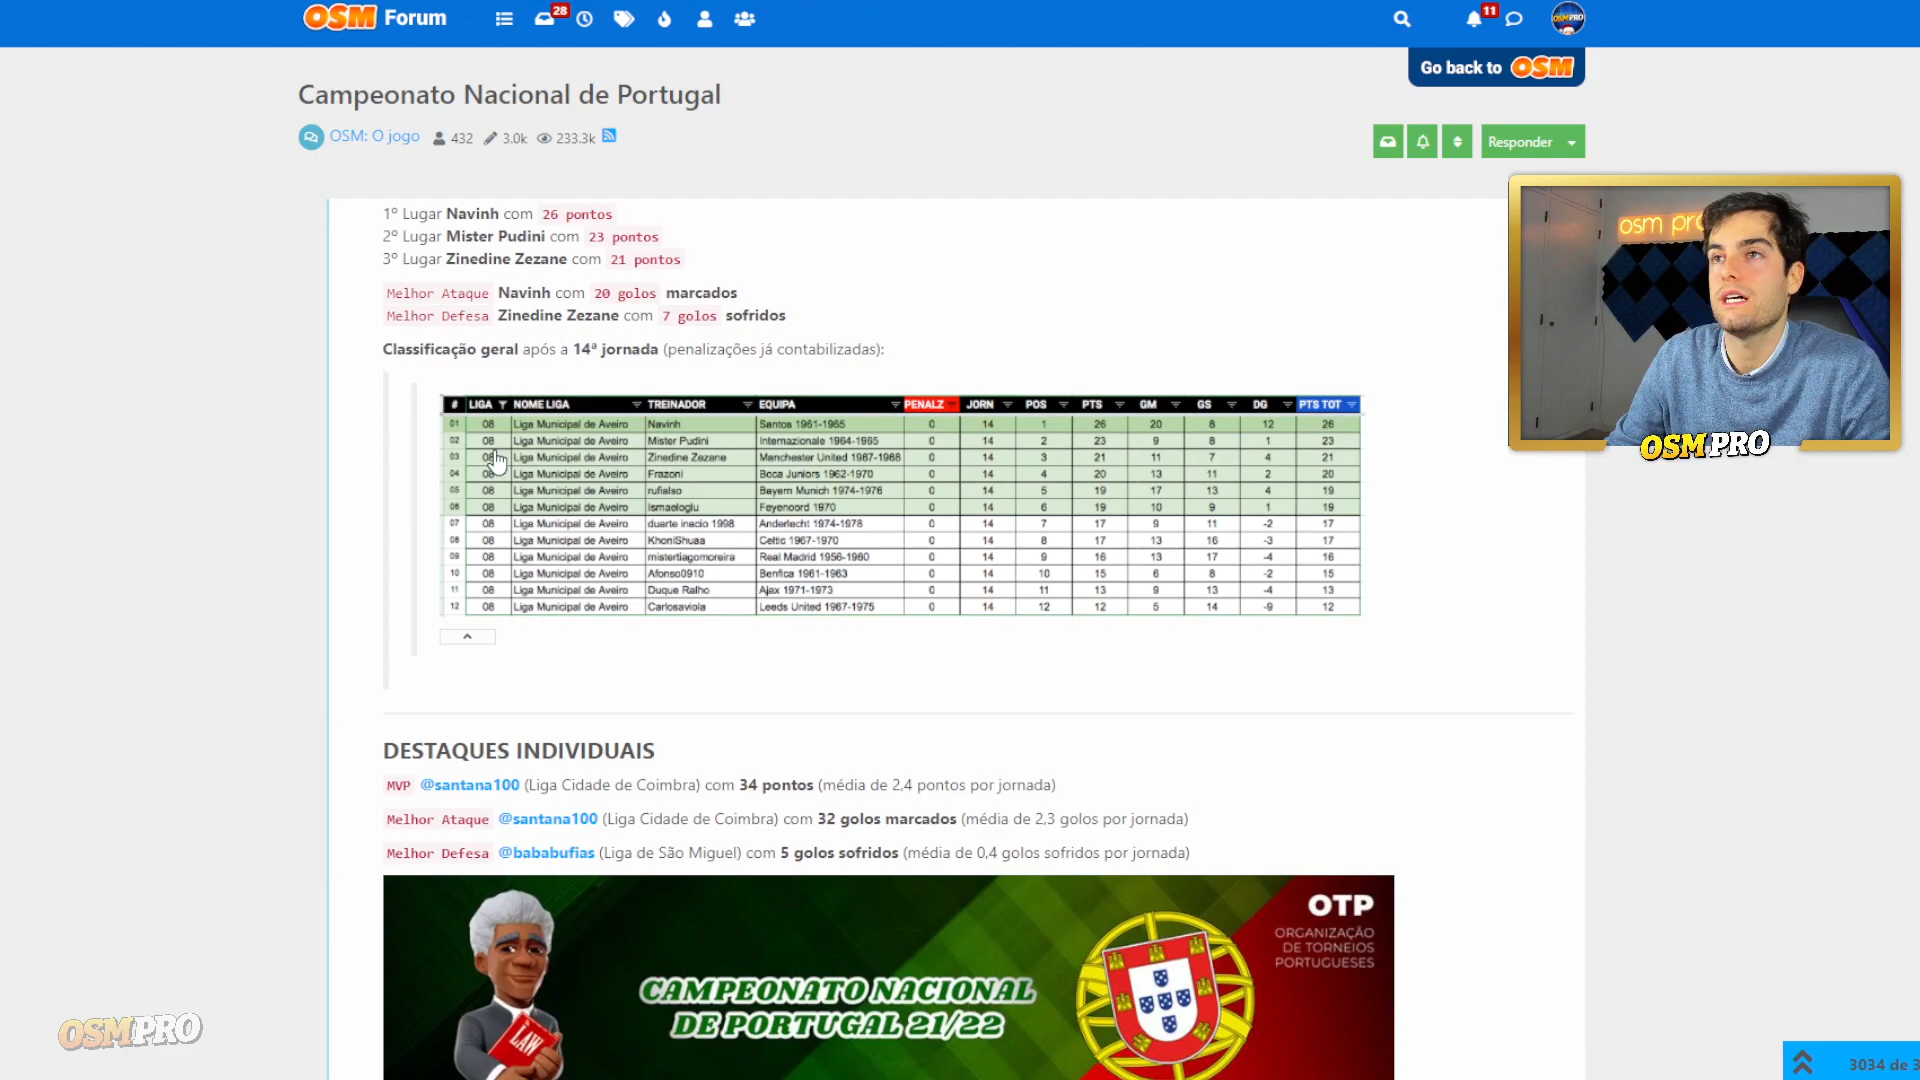 OSM Forum
28
11
Go back to OSM
Campeonato Nacional de Portugal
OSM: O jogo 432 3.0k 233.3k
Responder
1º Lugar Navinh com 26 pontos
2º Lugar Mister Pudini com 23 pontos
3º Lugar Zinedine Zezane com 21 pontos
Melhor Ataque Navinh com 20 golos marcados
Melhor Defesa Zinedine Zezane com 7 golos sofridos
Classificação geral após a 14ª jornada (penalizações já contabilizadas):
# LIGA NOME LIGA TREINADOR EQUIPA PENALZ JORN POS PTS GM GS DG PTS TOT
01 08 Liga Municipal de Aveiro Navinh Santos 1961-1965 0 14 1 26 20 8 12 26
02 08 Liga Municipal de Aveiro Mister Pudini Internazionale 1964-1965 0 14 2 23 9 8 1 23
03 08 Liga Municipal de Aveiro Zinedine Zezane Manchester United 1967-1968 0 14 3 21 11 7 4 21
04 08 Liga Municipal de Aveiro Frazoni Boca Juniors 1962-1970 0 14 4 20 13 11 2 20
05 08 Liga Municipal de Aveiro rufialso Bayern Munich 1974-1976 0 14 5 19 17 13 4 19
06 08 Liga Municipal de Aveiro Ismaeloglu Feyenoord 1970 0 14 6 19 10 9 1 19
07 08 Liga Municipal de Aveiro duarte inacio 1998 Anderlecht 1974-1978 0 14 7 17 9 11 -2 17
08 08 Liga Municipal de Aveiro KhoniShuaa Celtic 1967-1970 0 14 8 17 13 16 -3 17
09 08 Liga Municipal de Aveiro mistertiagomoreira Real Madrid 1956-1960 0 14 9 16 13 17 -4 16
10 08 Liga Municipal de Aveiro Afonso0910 Benfica 1961-1963 0 14 10 15 6 8 -2 15
11 08 Liga Municipal de Aveiro Duque Ralho Ajax 1971-1973 0 14 11 13 9 13 -4 13
12 08 Liga Municipal de Aveiro Carlosaviola Leeds United 1967-1975 0 14 12 12 5 14 -9 12
DESTAQUES INDIVIDUAIS
MVP @santana100 (Liga Cidade de Coimbra) com 34 pontos (média de 2,4 pontos por jornada)
Melhor Ataque @santana100 (Liga Cidade de Coimbra) com 32 golos marcados (média de 2,3 golos por jornada)
Melhor Defesa @bababufias (Liga de São Miguel) com 5 golos sofridos (média de 0,4 golos sofridos por jornada)
CAMPEONATO NACIONAL
DE PORTUGAL 21/22
LAW
OTP
ORGANIZAÇÃO
DE TORNEIOS
PORTUGUESES
osm pro
OSM PRO
OSMPRO
3034 de 3